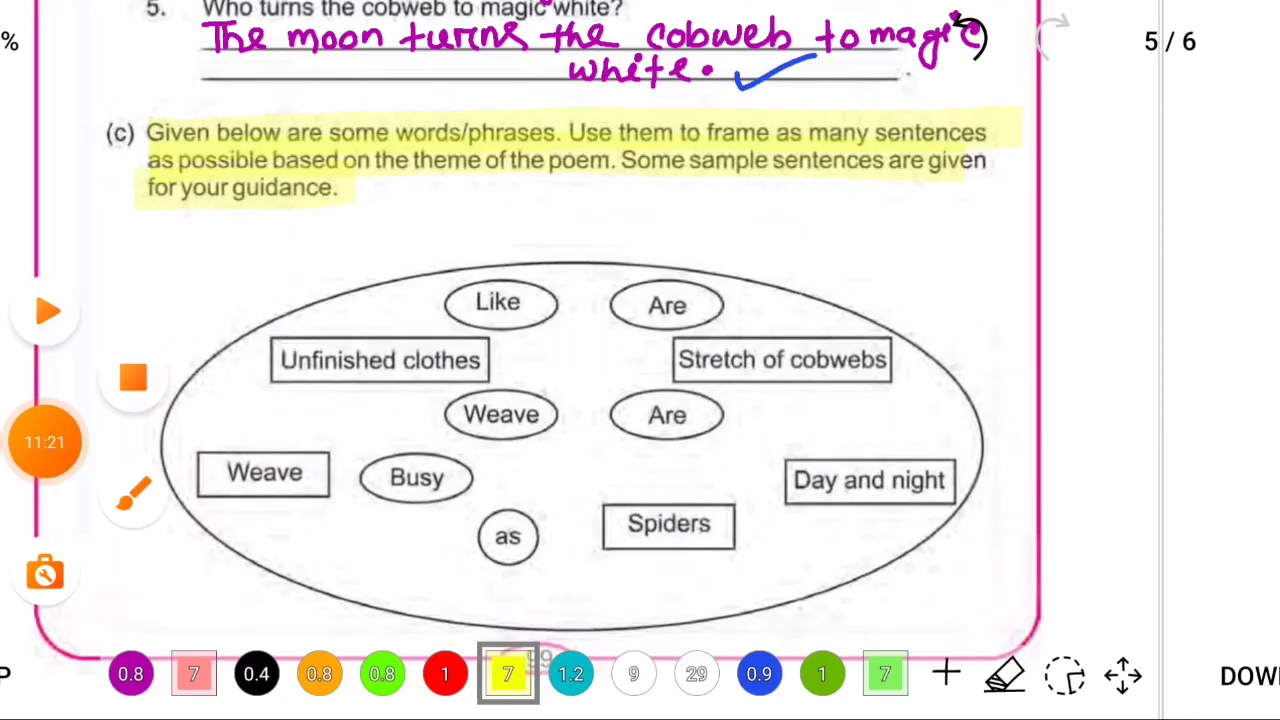 5. Who turns the cobweb to magic white?
%
The moon turns the cobweb to magic
5 / 6
white.
(c) Given below are some words/phrases. Use them to frame as many sentences
as possible based on the theme of the poem. Some sample sentences are given
for your guidance.
Like Are
Unfinished clothes Stretch of cobwebs
Weave Are
11:21
Weave Busy Day and night
as Spiders
99
P 0.8 7 0.4 0.8 0.8 1 7 1.2 9 29 0.9 1 7 DOW